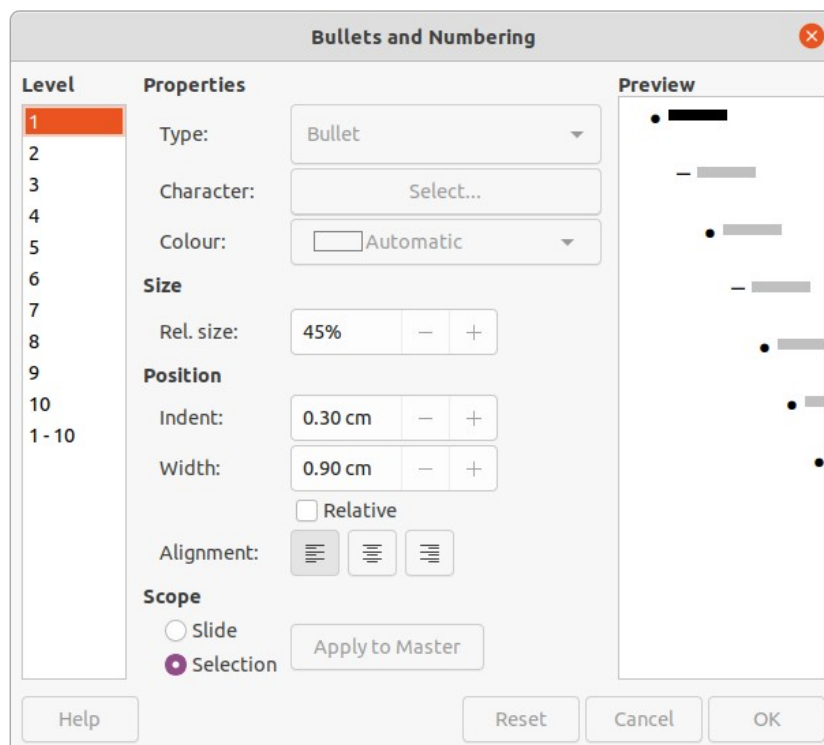 Bullets and Numbering
Level
1
2
3
4
5
6
7
8
9
10
1 - 10
Properties
Type:
Bullet
Character:
Select...
Colour:
Automatic
Size
Rel. size:
45%
Position
Indent:
0.30 cm
Width:
0.90 cm
Relative
Alignment:
Scope
Slide
Selection
Apply to Master
Preview
Help
Reset
Cancel
OK